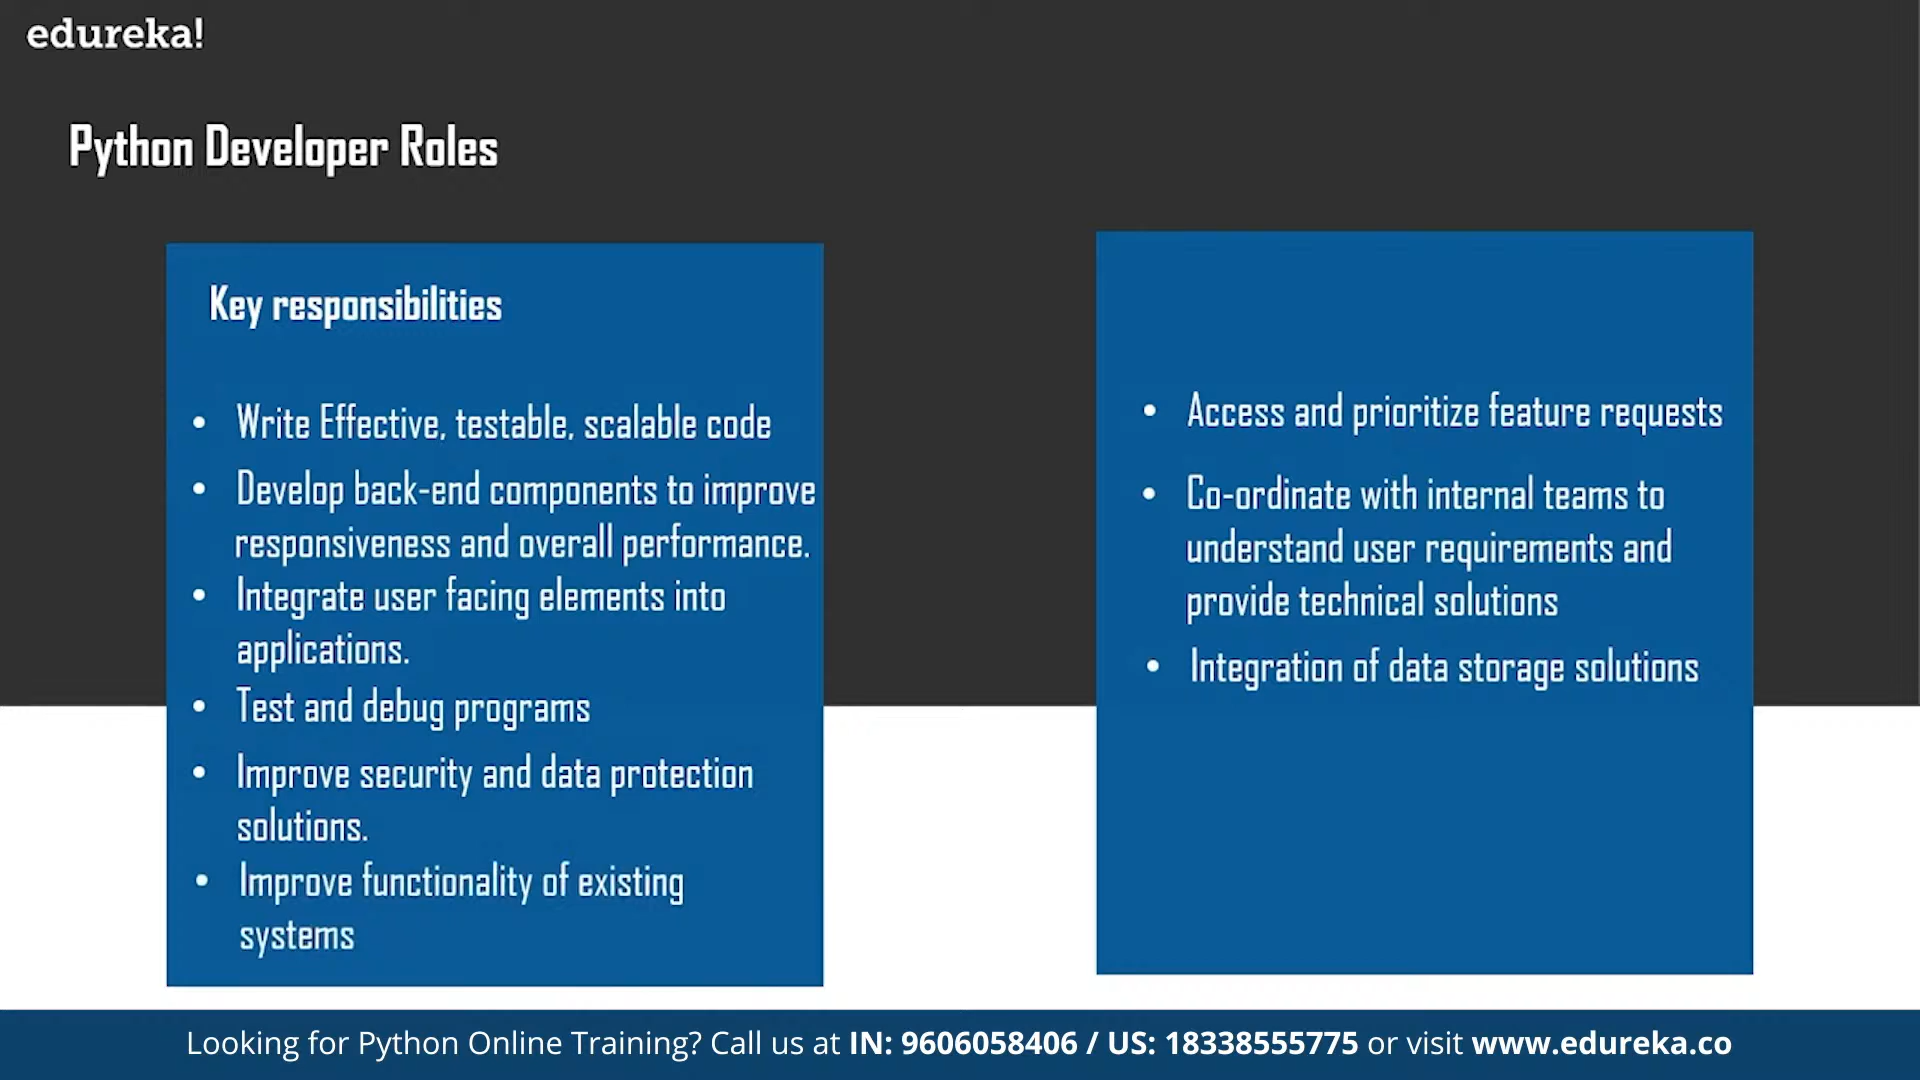 edureka!
Python Developer Roles
Key responsibilities
• Write Effective, testable, scalable code
• Develop back-end components to improve
responsiveness and overall performance.
• Integrate user facing elements into
applications.
• Test and debug programs
• Improve security and data protection
solutions.
• Improve functionality of existing
systems
• Access and prioritize feature requests
• Co-ordinate with internal teams to
understand user requirements and
provide technical solutions
• Integration of data storage solutions
Looking for Python Online Training? Call us at IN: 9606058406 / US: 18338555775 or visit www.edureka.co